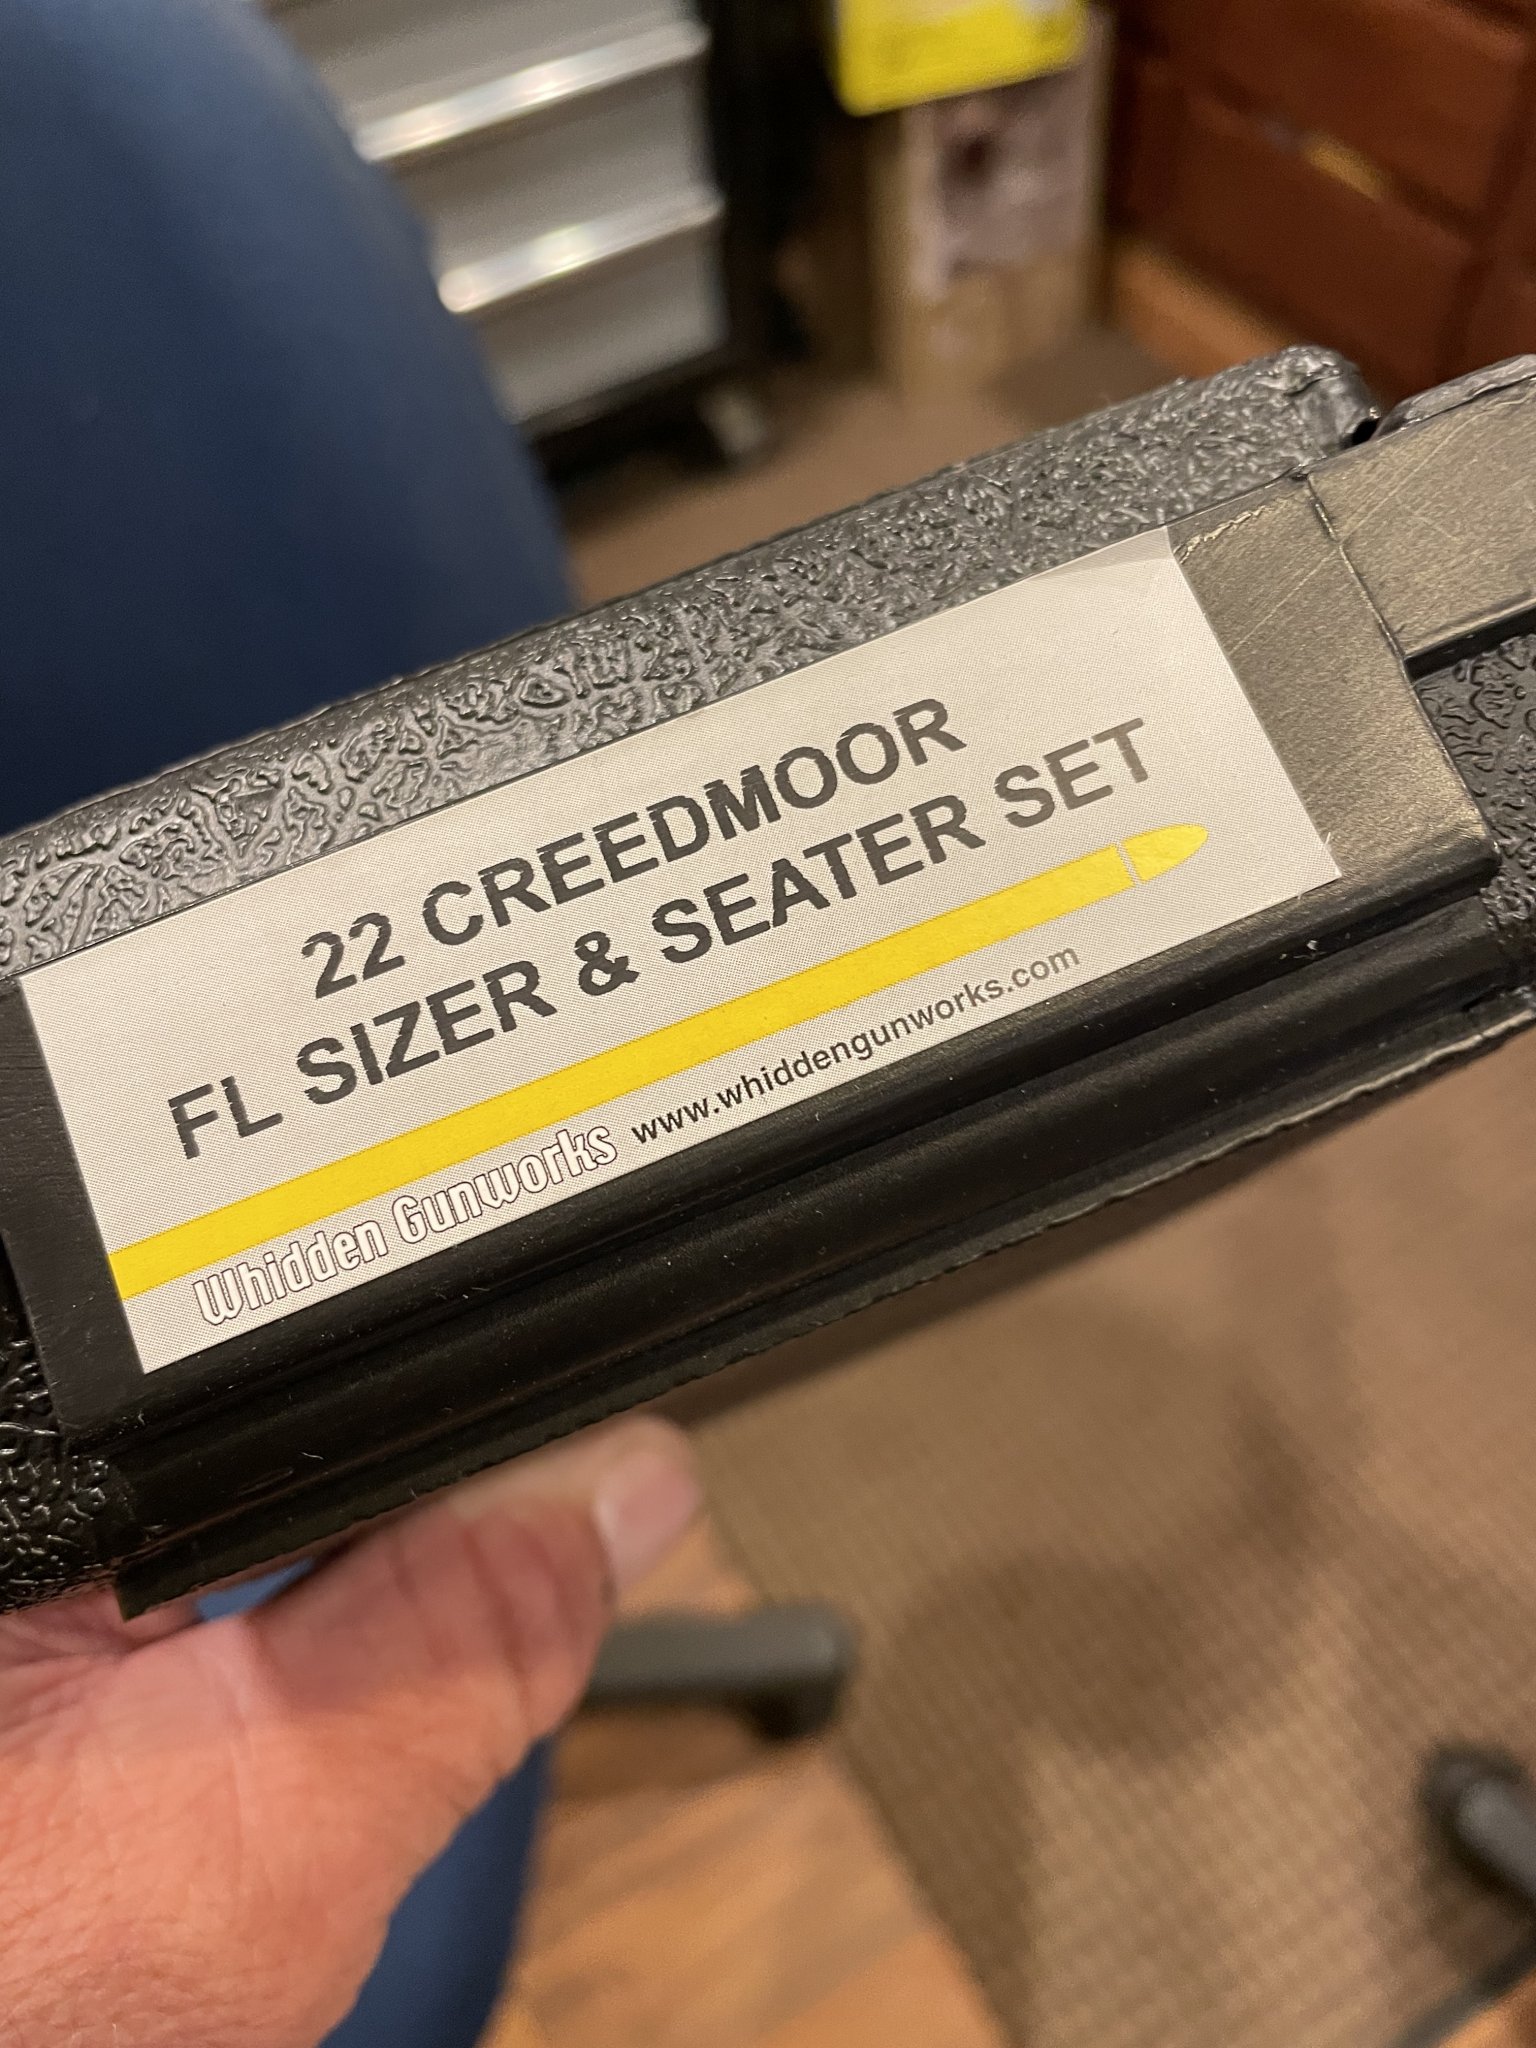 22 CREEDMOOR
FL SIZER & SEATER SET
Whidden Gunworks www.whiddengunworks.com